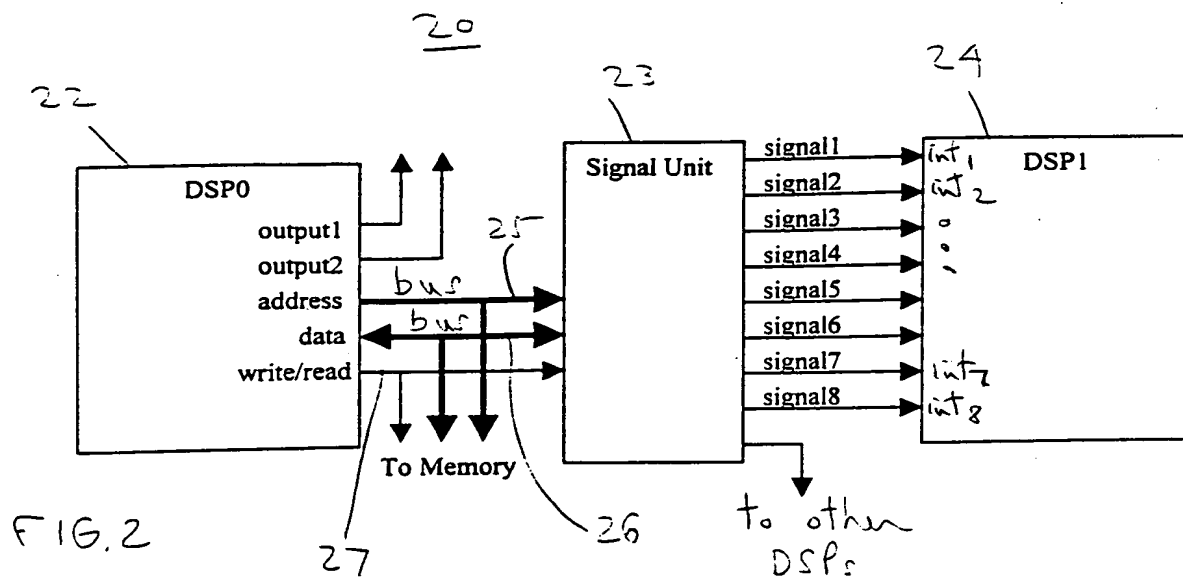 20
22
23
24
DSP0
output1
output2
address
data
write/read
bus
bus
25
To Memory
27
26
Signal Unit
signal1
signal2
signal3
signal4
signal5
signal6
signal7
signal8
to other
DSPs
DSP1
int1
int2
int7
int8
FIG.2